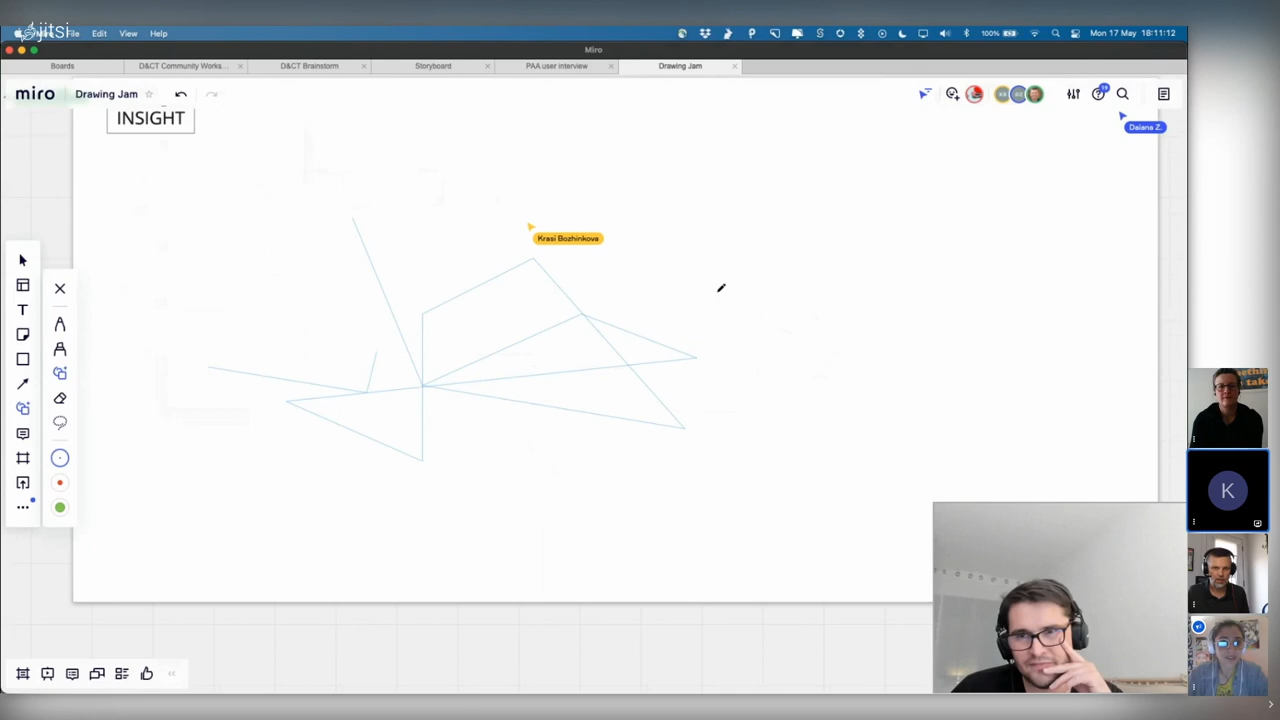 jitsi
File Edit View Help
100%
Mon 17 May 18:11:12
Miro
Boards
D&CT Community Works...
D&CT Brainstorm
Storyboard
PAA user interview
Drawing Jam
miro
Drawing Jam
INSIGHT
Daiana Z.
Krasi Bozhinkova
T
K